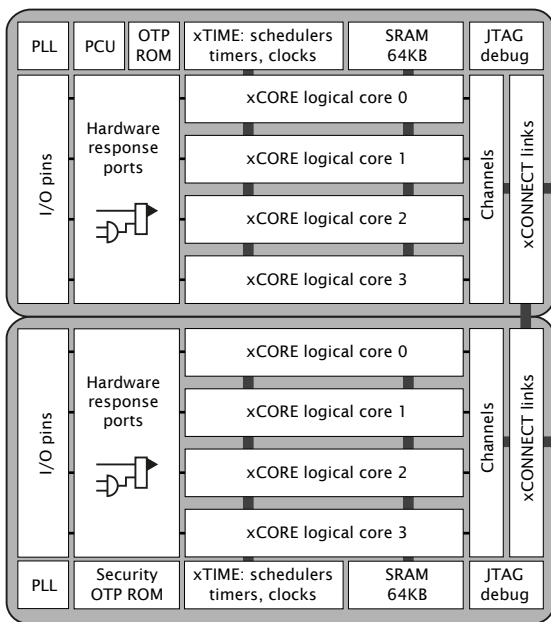 PLL
PCU
OTP
ROM
xTIME: schedulers
timers, clocks
SRAM
64KB
JTAG
debug
I/O pins
Hardware
response
ports
xCORE logical core 0
xCORE logical core 1
xCORE logical core 2
xCORE logical core 3
Channels
xCONNECT links
I/O pins
Hardware
response
ports
xCORE logical core 0
xCORE logical core 1
xCORE logical core 2
xCORE logical core 3
Channels
xCONNECT links
PLL
Security
OTP ROM
xTIME: schedulers
timers, clocks
SRAM
64KB
JTAG
debug